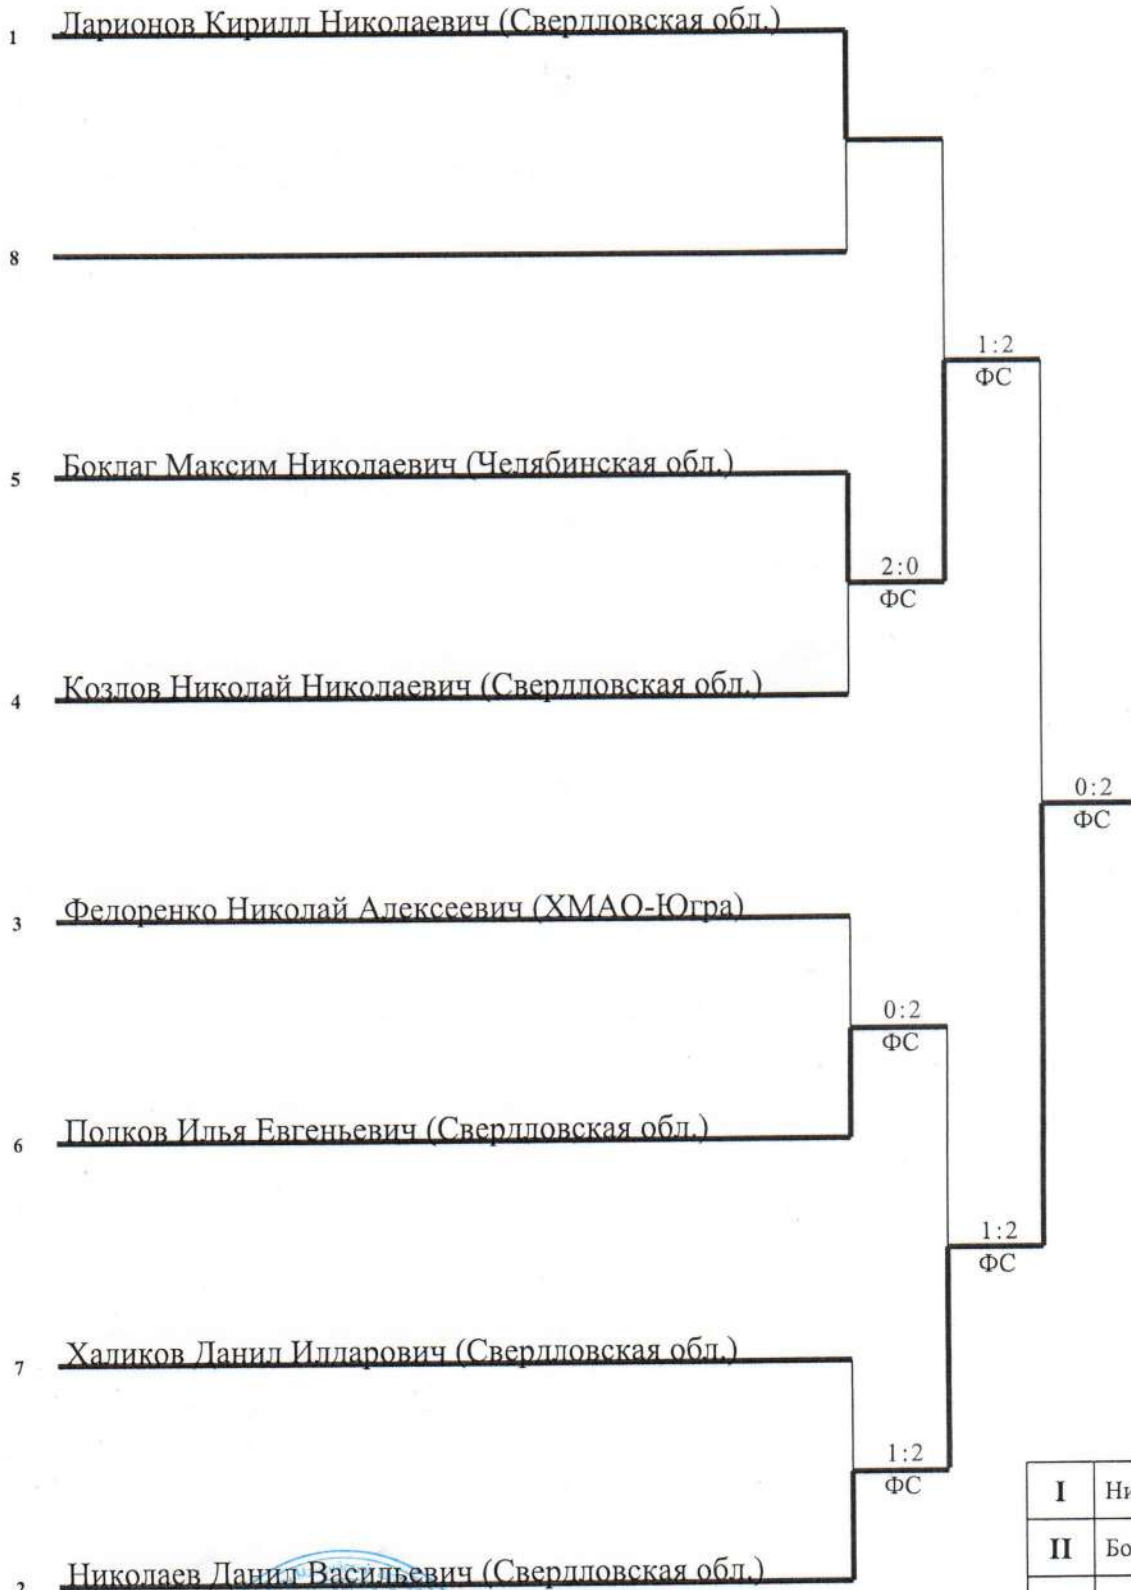 1 Ларионов Кирилл Николаевич (Свердловская обл.)
8
1:2
ФС
5 Боклаг Максим Николаевич (Челябинская обл.)
2:0
ФС
4 Козлов Николай Николаевич (Свердловская обл.)
0:2
ФС
3 Федоренко Николай Алексеевич (ХМАО-Югра)
0:2
ФС
6 Полков Илья Евгеньевич (Свердловская обл.)
1:2
ФС
7 Халиков Данил Илдарович (Свердловская обл.)
1:2
ФС
I Ни
II Бо
2 Николаев Данил Васильевич (Свердловская обл.)